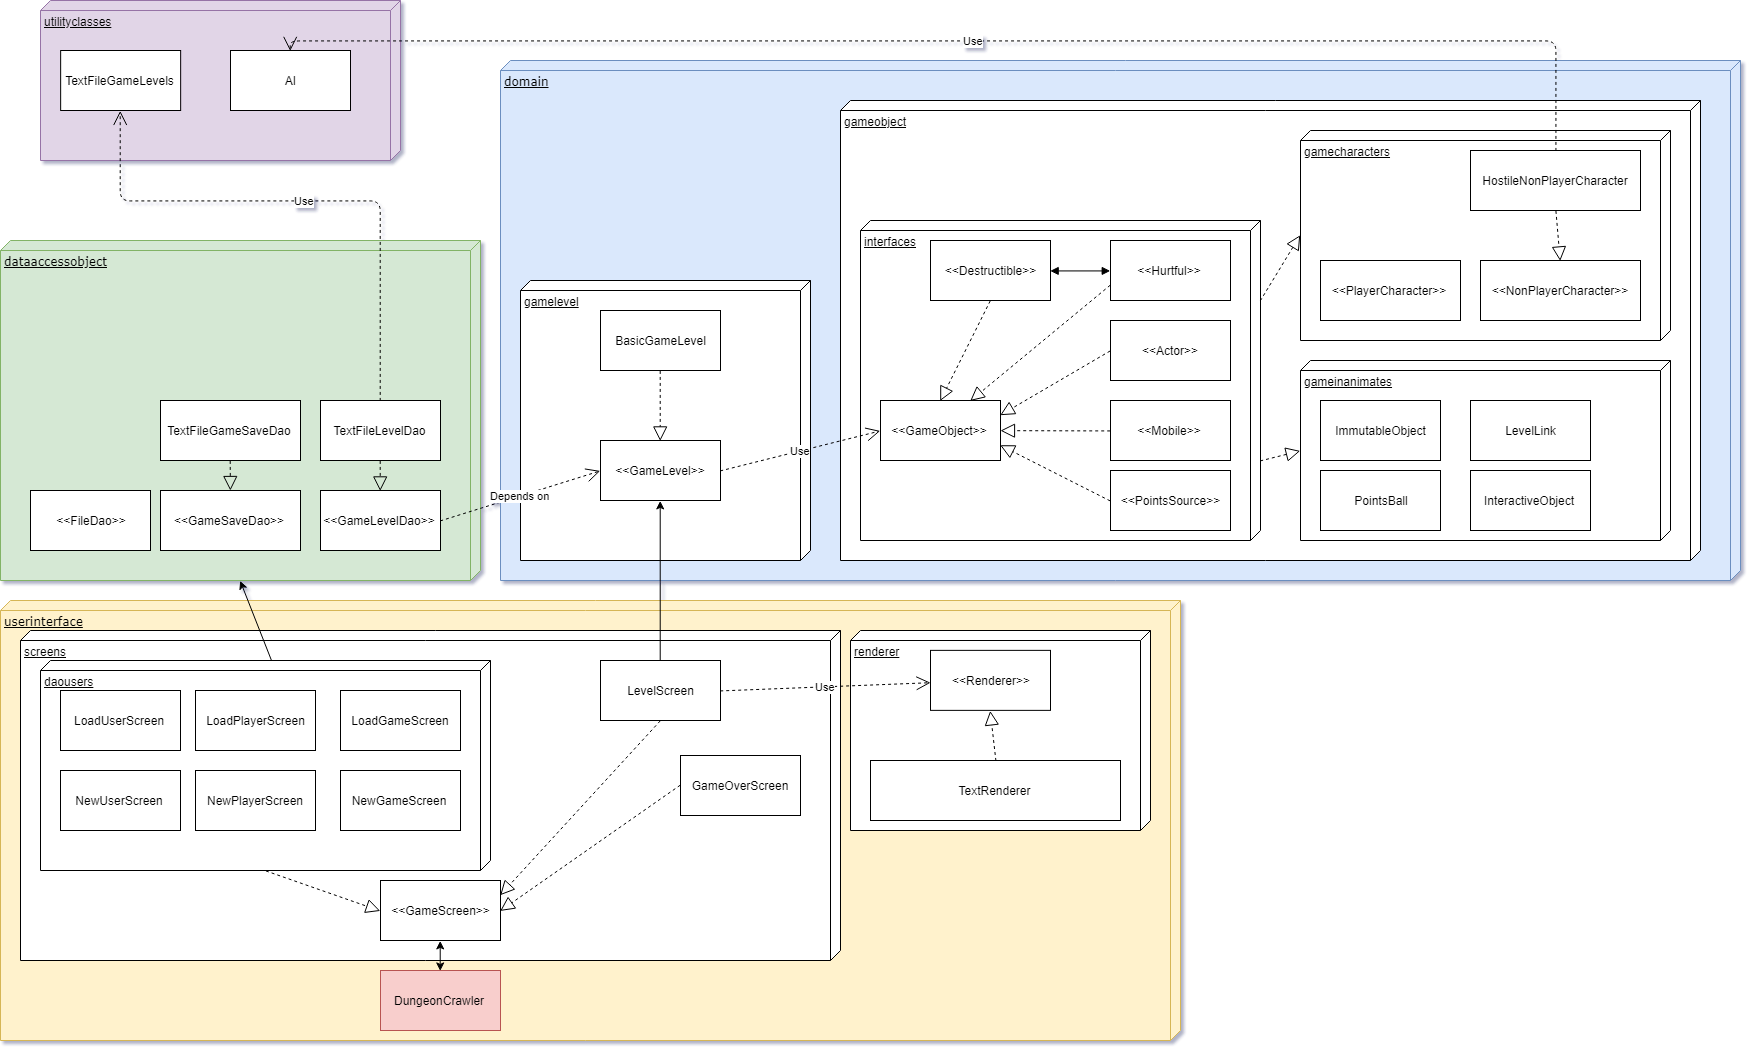 utilityclasses
TextFileGameLevels
AI
Use
domain
gameobject
gamecharacters
HostileNonPlayerCharacter
<<PlayerCharacter>>
<<NonPlayerCharacter>>
interfaces
<<Destructible>>
<<Hurtful>>
<<Actor>>
<<GameObject>>
<<Mobile>>
<<PointsSource>>
gameinanimates
ImmutableObject
LevelLink
PointsBall
InteractiveObject
gamelevel
BasicGameLevel
<<GameLevel>>
Use
Use
dataaccessobject
TextFileGameSaveDao
TextFileLevelDao
<<FileDao>>
<<GameSaveDao>>
<<GameLevelDao>>
Depends on
userinterface
screens
daousers
LoadUserScreen
LoadPlayerScreen
LoadGameScreen
NewUserScreen
NewPlayerScreen
NewGameScreen
LevelScreen
GameOverScreen
Use
renderer
<<Renderer>>
TextRenderer
<<GameScreen>>
DungeonCrawler